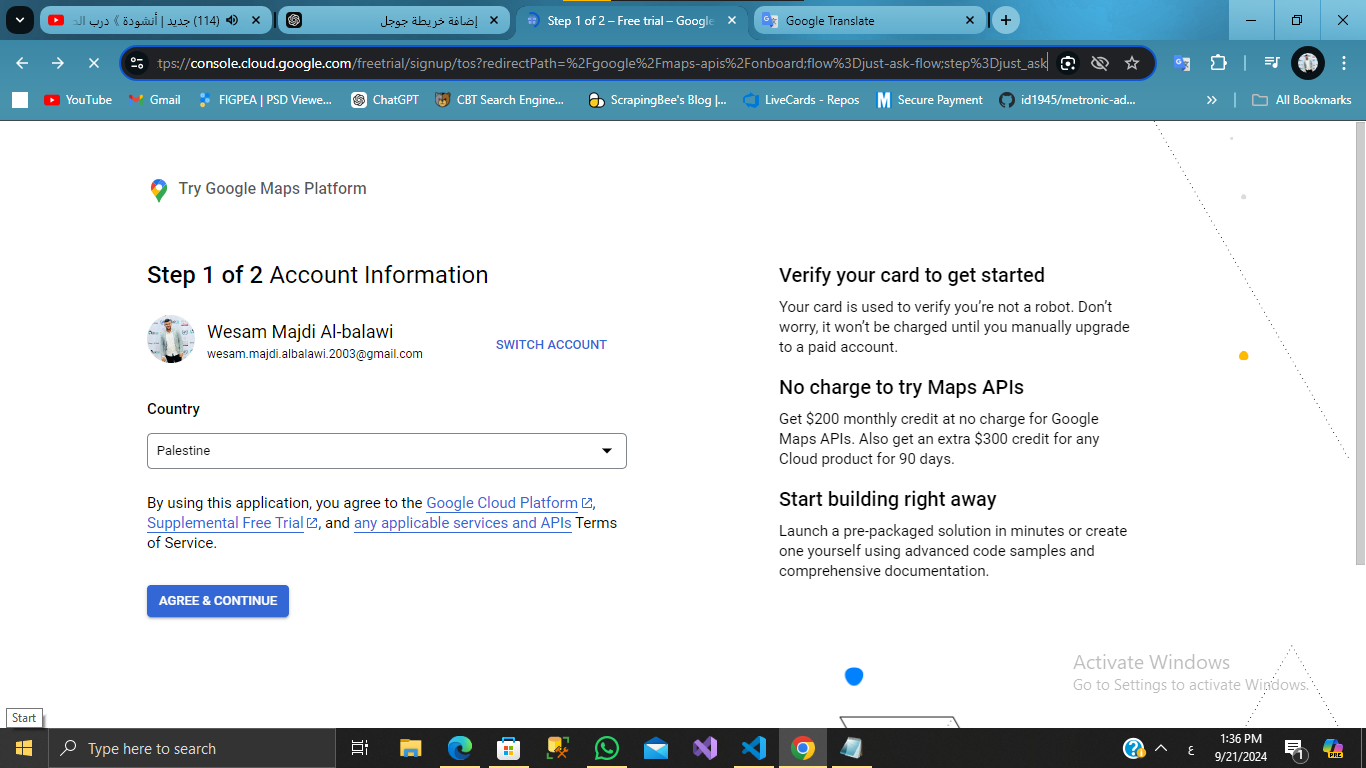 (114) جديد | أنشودة 》 درب الـ
إضافة خريطة جوجل
Step 1 of 2 – Free trial – Google
Google Translate
tps://console.cloud.google.com/freetrial/signup/tos?redirectPath=%2Fgoogle%2Fmaps-apis%2Fonboard;flow%3Djust-ask-flow;step%3Djust_ask
YouTube
Gmail
FIGPEA | PSD Viewe...
ChatGPT
CBT Search Engine...
ScrapingBee's Blog |...
LiveCards - Repos
Secure Payment
id1945/metronic-ad...
All Bookmarks
Try Google Maps Platform
Step 1 of 2 Account Information
Wesam Majdi Al-balawi
wesam.majdi.albalawi.2003@gmail.com
SWITCH ACCOUNT
Country
Palestine
By using this application, you agree to the Google Cloud Platform,
Supplemental Free Trial, and any applicable services and APIs Terms
of Service.
AGREE & CONTINUE
Verify your card to get started
Your card is used to verify you’re not a robot. Don’t
worry, it won’t be charged until you manually upgrade
to a paid account.
No charge to try Maps APIs
Get $200 monthly credit at no charge for Google
Maps APIs. Also get an extra $300 credit for any
Cloud product for 90 days.
Start building right away
Launch a pre-packaged solution in minutes or create
one yourself using advanced code samples and
comprehensive documentation.
Activate Windows
Go to Settings to activate Windows.
Start
Type here to search
ع
1:36 PM
9/21/2024
1
PRE